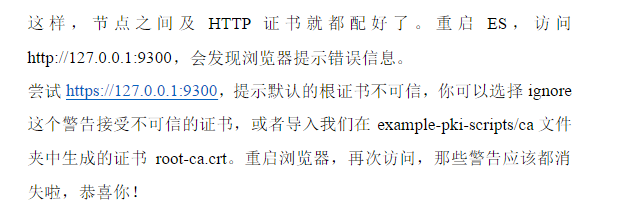 这样，节点之间及 HTTP 证书就都配好了。重启 ES，访问
http://127.0.0.1:9300，会发现浏览器提示错误信息。
尝试 https://127.0.0.1:9300，提示默认的根证书不可信，你可以选择 ignore
这个警告接受不可信的证书，或者导入我们在 example-pki-scripts/ca 文件
夹中生成的证书 root-ca.crt。重启浏览器，再次访问，那些警告应该都消
失啦，恭喜你！